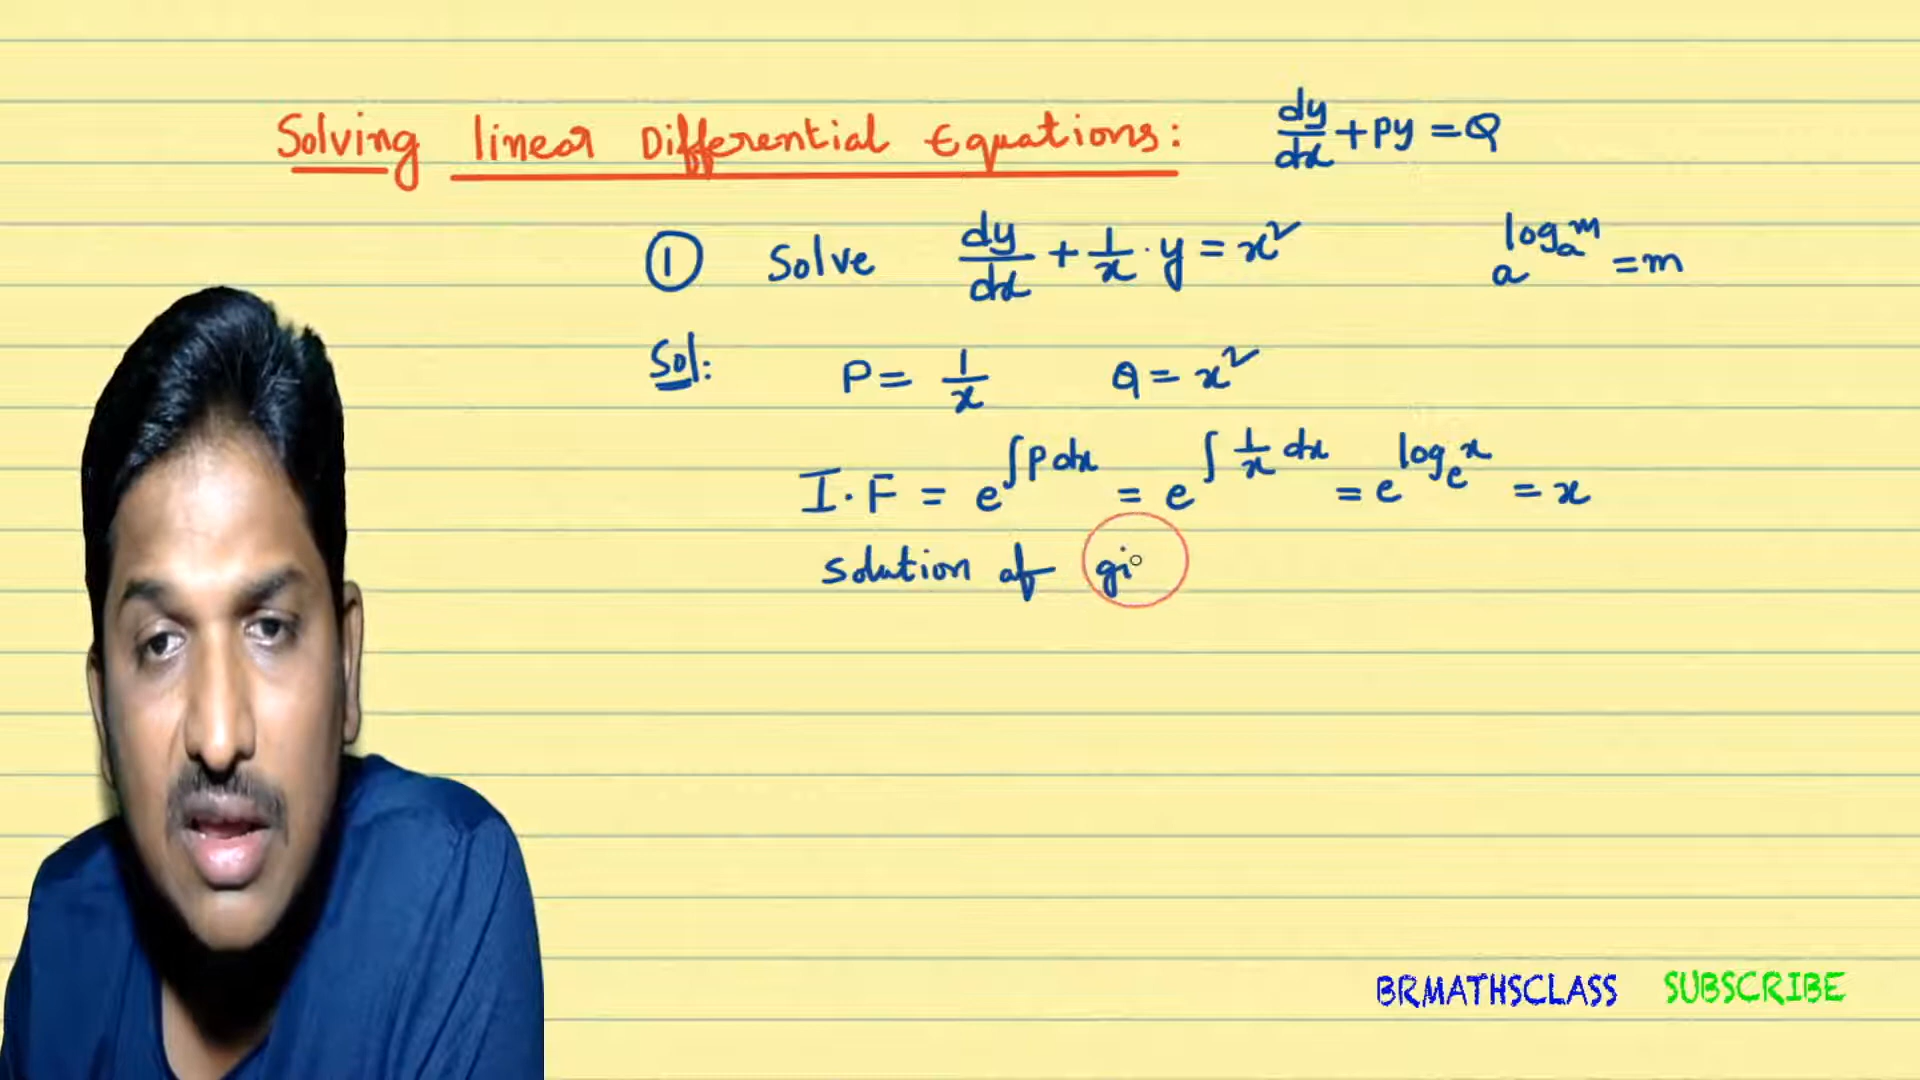 Solving linear Differential Equations: dy/dx + Py = Q
① Solve dy/dx + 1/x · y = x² a^(log_a m) = m
Sol: P = 1/x Q = x²
I.F = e^(∫P dx) = e^(∫ 1/x dx) = e^(log_e x) = x
solution of gi
BRMATHSCLASS SUBSCRIBE